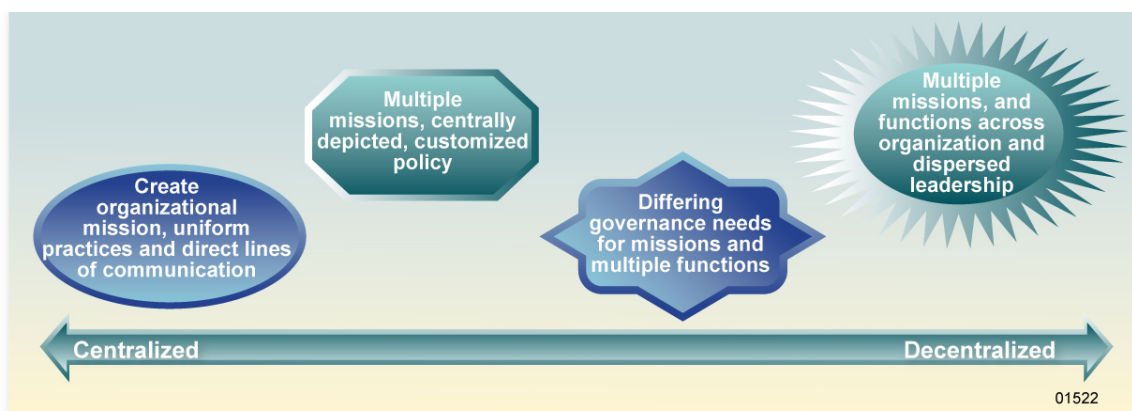 Create
organizational
mission, uniform
practices and direct lines
of communication
Multiple
missions, centrally
depicted, customized
policy
Differing
governance needs
for missions and
multiple functions
Multiple
missions, and
functions across
organization and
dispersed
leadership
Centralized
Decentralized
01522